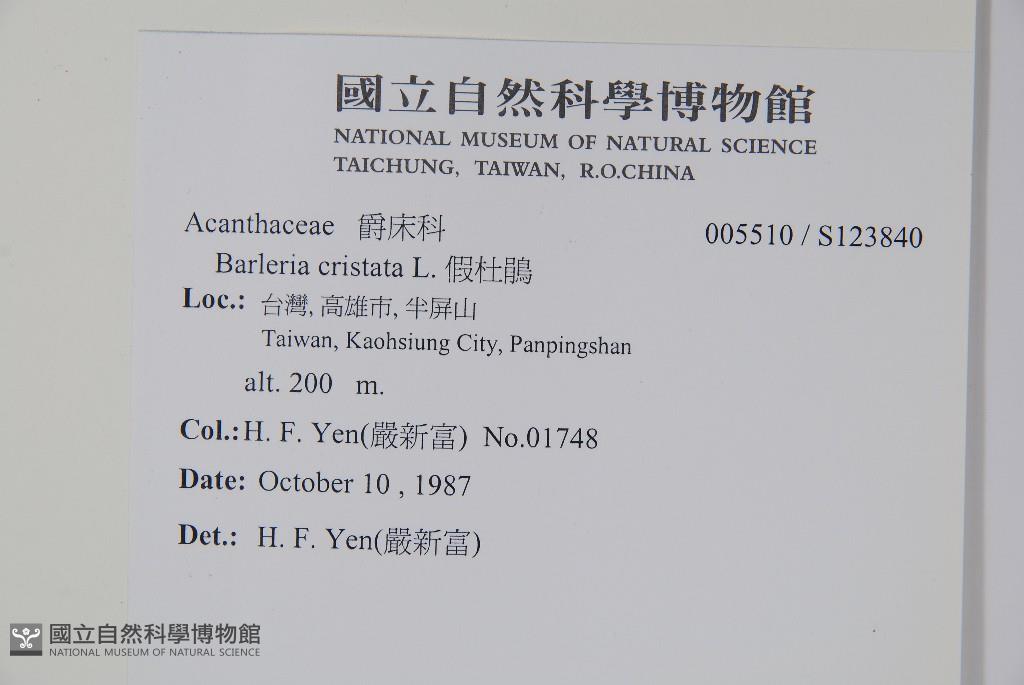 國立自然科學博物館
NATIONAL MUSEUM OF NATURAL SCIENCE
TAICHUNG, TAIWAN, R.O.CHINA
Acanthaceae 爵床科 005510 / S123840
Barleria cristata L. 假杜鵑
Loc.: 台灣, 高雄市, 半屏山
Taiwan, Kaohsiung City, Panpingshan
alt. 200 m.
Col.: H. F. Yen(嚴新富) No.01748
Date: October 10 , 1987
Det.: H. F. Yen(嚴新富)
國立自然科學博物館
NATIONAL MUSEUM OF NATURAL SCIENCE